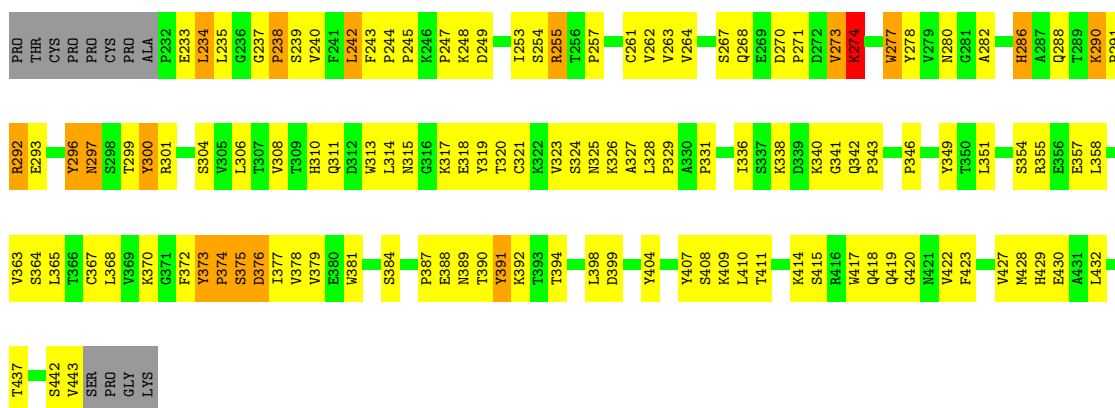 PRO THR CYS PRO PRO CYS PRO ALA P232 E233 L234 L235 G236 G237 P238 S239 V240 F241 L242 F243 P244 P245 K246 P247 K248 D249 I253 S254 R255 T256 P257 C261 V262 V263 V264 S267 Q268 E269 D270 P271 D272 V273 K274 W277 Y278 V279 N280 G281 A282 H286 A287 Q288 T289 K290 P291
R292 E293 Y296 N297 S298 T299 Y300 R301 S304 V305 L306 T307 V308 T309 H310 Q311 D312 W313 L314 N315 G316 K317 E318 Y319 T320 C321 K322 V323 S324 N325 K326 A327 L328 P329 A330 P331 I336 S337 K338 D339 K340 G341 Q342 P343 P346 Y349 T350 L351 S354 R355 E356 E357 L358
V363 S364 L365 T366 C367 L368 V369 K370 G371 F372 Y373 P374 S375 D376 I377 V378 V379 E380 W381 S384 P387 E388 N389 T390 Y391 K392 T393 T394 L398 D399 Y404 Y407 S408 K409 L410 T411 K414 S415 R416 W417 Q418 Q419 G420 N421 V422 F423 V427 M428 H429 E430 A431 L432
T437 S442 V443 SER PRO GLY LYS